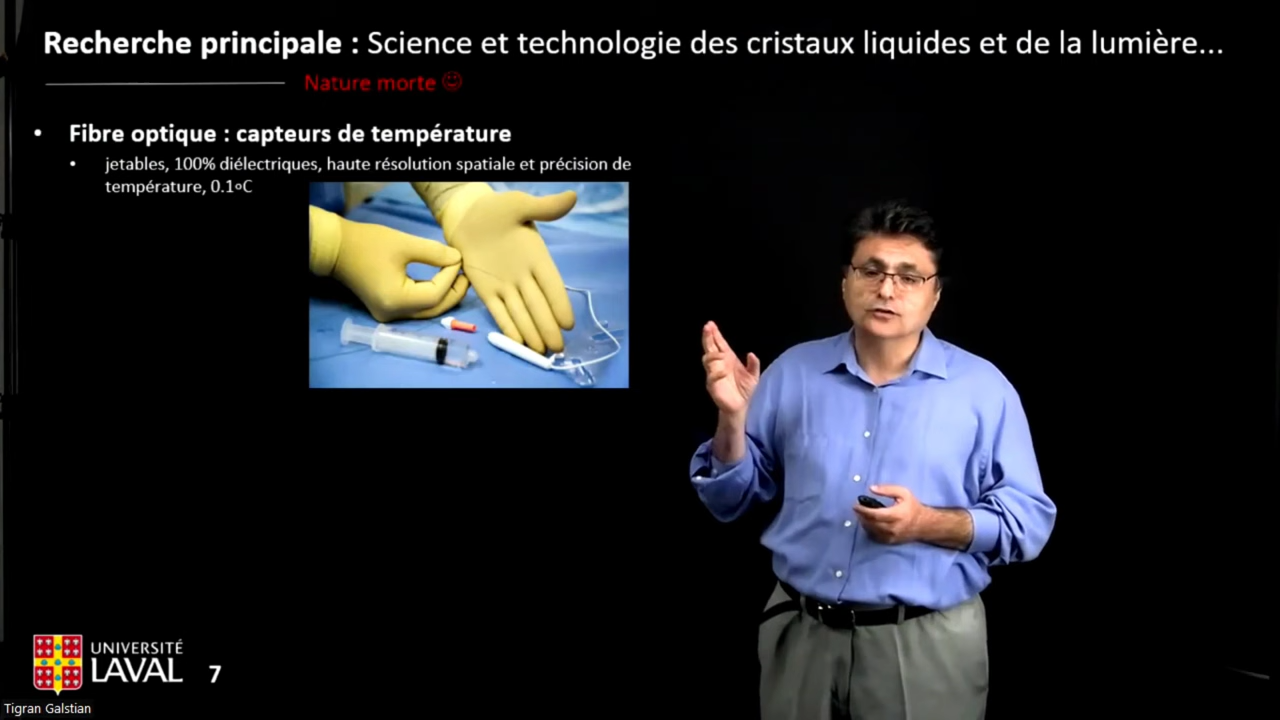 Recherche principale : Science et technologie des cristaux liquides et de la lumière...
Nature morte ☺
• Fibre optique : capteurs de température
• jetables, 100% diélectriques, haute résolution spatiale et précision de
température, 0.1°C
UNIVERSITÉ
LAVAL
7
Tigran Galstian